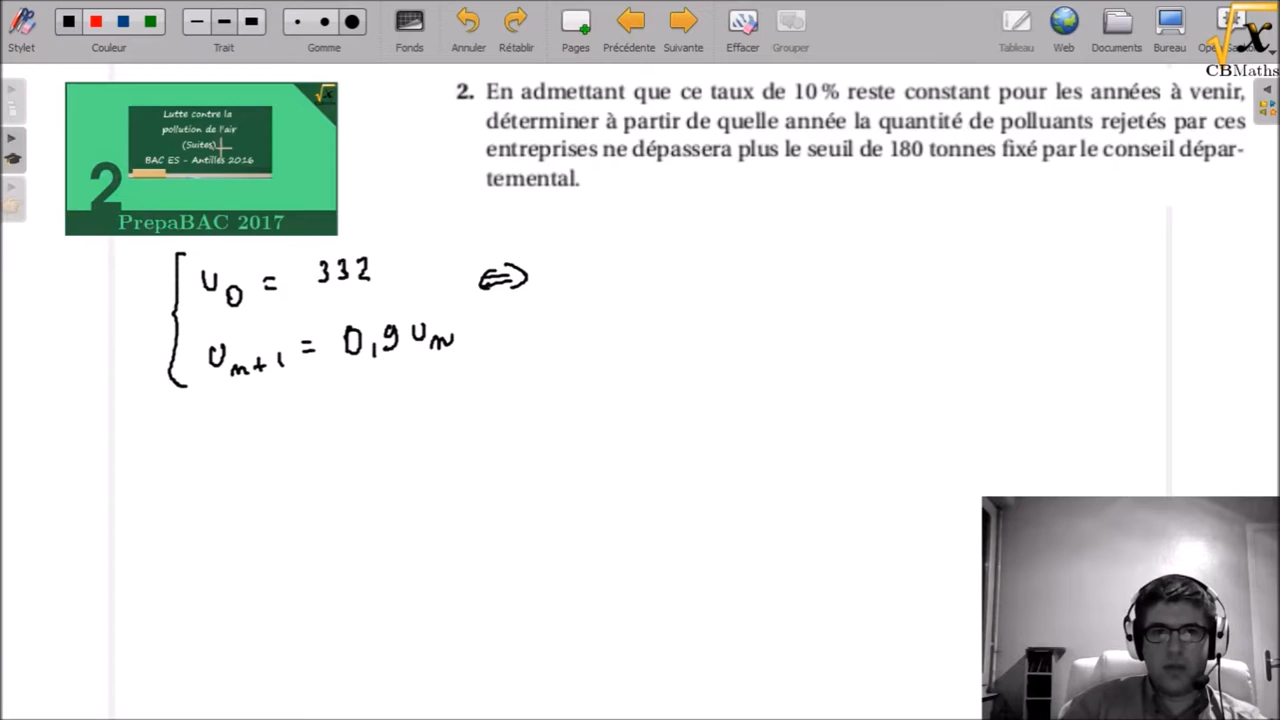 Stylet Couleur Trait Gomme Fonds Annuler Rétablir Pages Précédente Suivante Effacer Grouper Tableau Web Documents Bureau
√x
CBMaths
Lutte contre la
pollution de l'air
(Suites)
BAC ES - Antilles 2016
2
PrepaBAC 2017
2. En admettant que ce taux de 10 % reste constant pour les années à venir,
déterminer à partir de quelle année la quantité de polluants rejetés par ces
entreprises ne dépassera plus le seuil de 180 tonnes fixé par le conseil dépar-
temental.
u0 = 332 ⇔
un+1 = 0,9 un